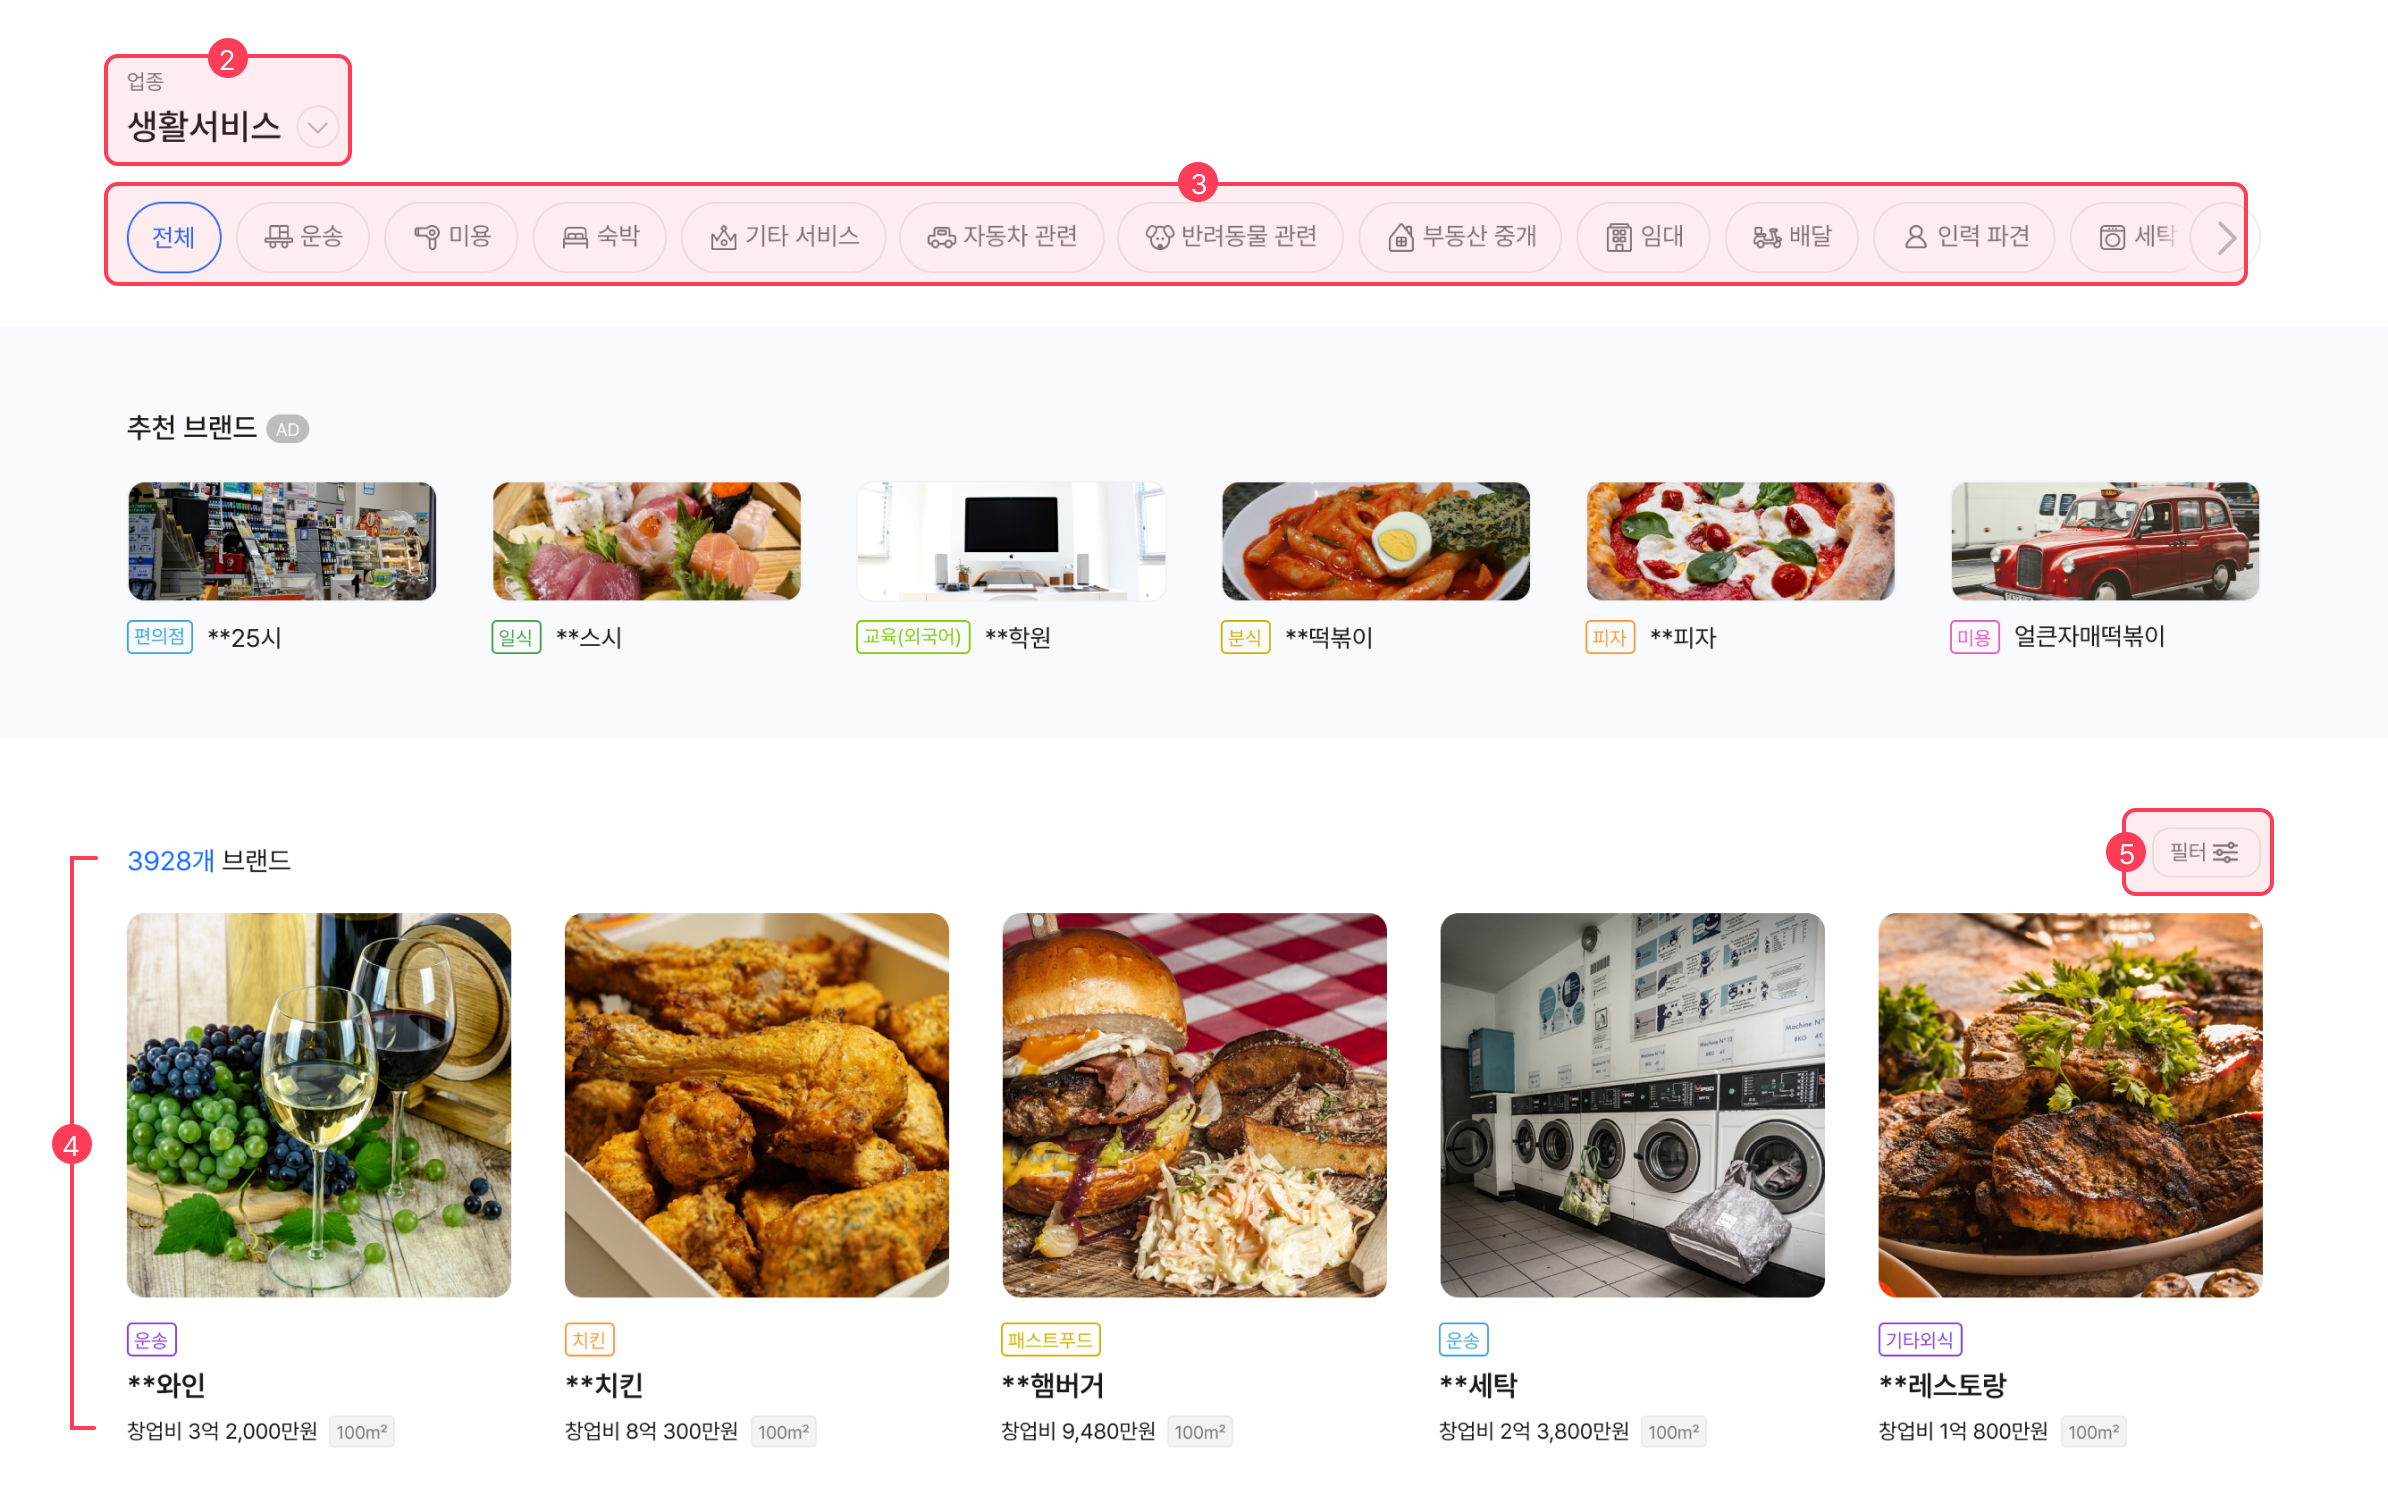 2
업종
생활서비스
3
전체
운송
미용
숙박
기타 서비스
자동차 관련
반려동물 관련
부동산 중개
임대
배달
인력 파견
세탁
추천 브랜드 AD
편의점 **25시
일식 **스시
교육(외국어) **학원
분식 **떡볶이
피자 **피자
미용 얼큰자매떡볶이
3928개 브랜드
5
필터
4
운송
**와인
창업비 3억 2,000만원 100m²
치킨
**치킨
창업비 8억 300만원 100m²
패스트푸드
**햄버거
창업비 9,480만원 100m²
운송
**세탁
창업비 2억 3,800만원 100m²
기타외식
**레스토랑
창업비 1억 800만원 100m²